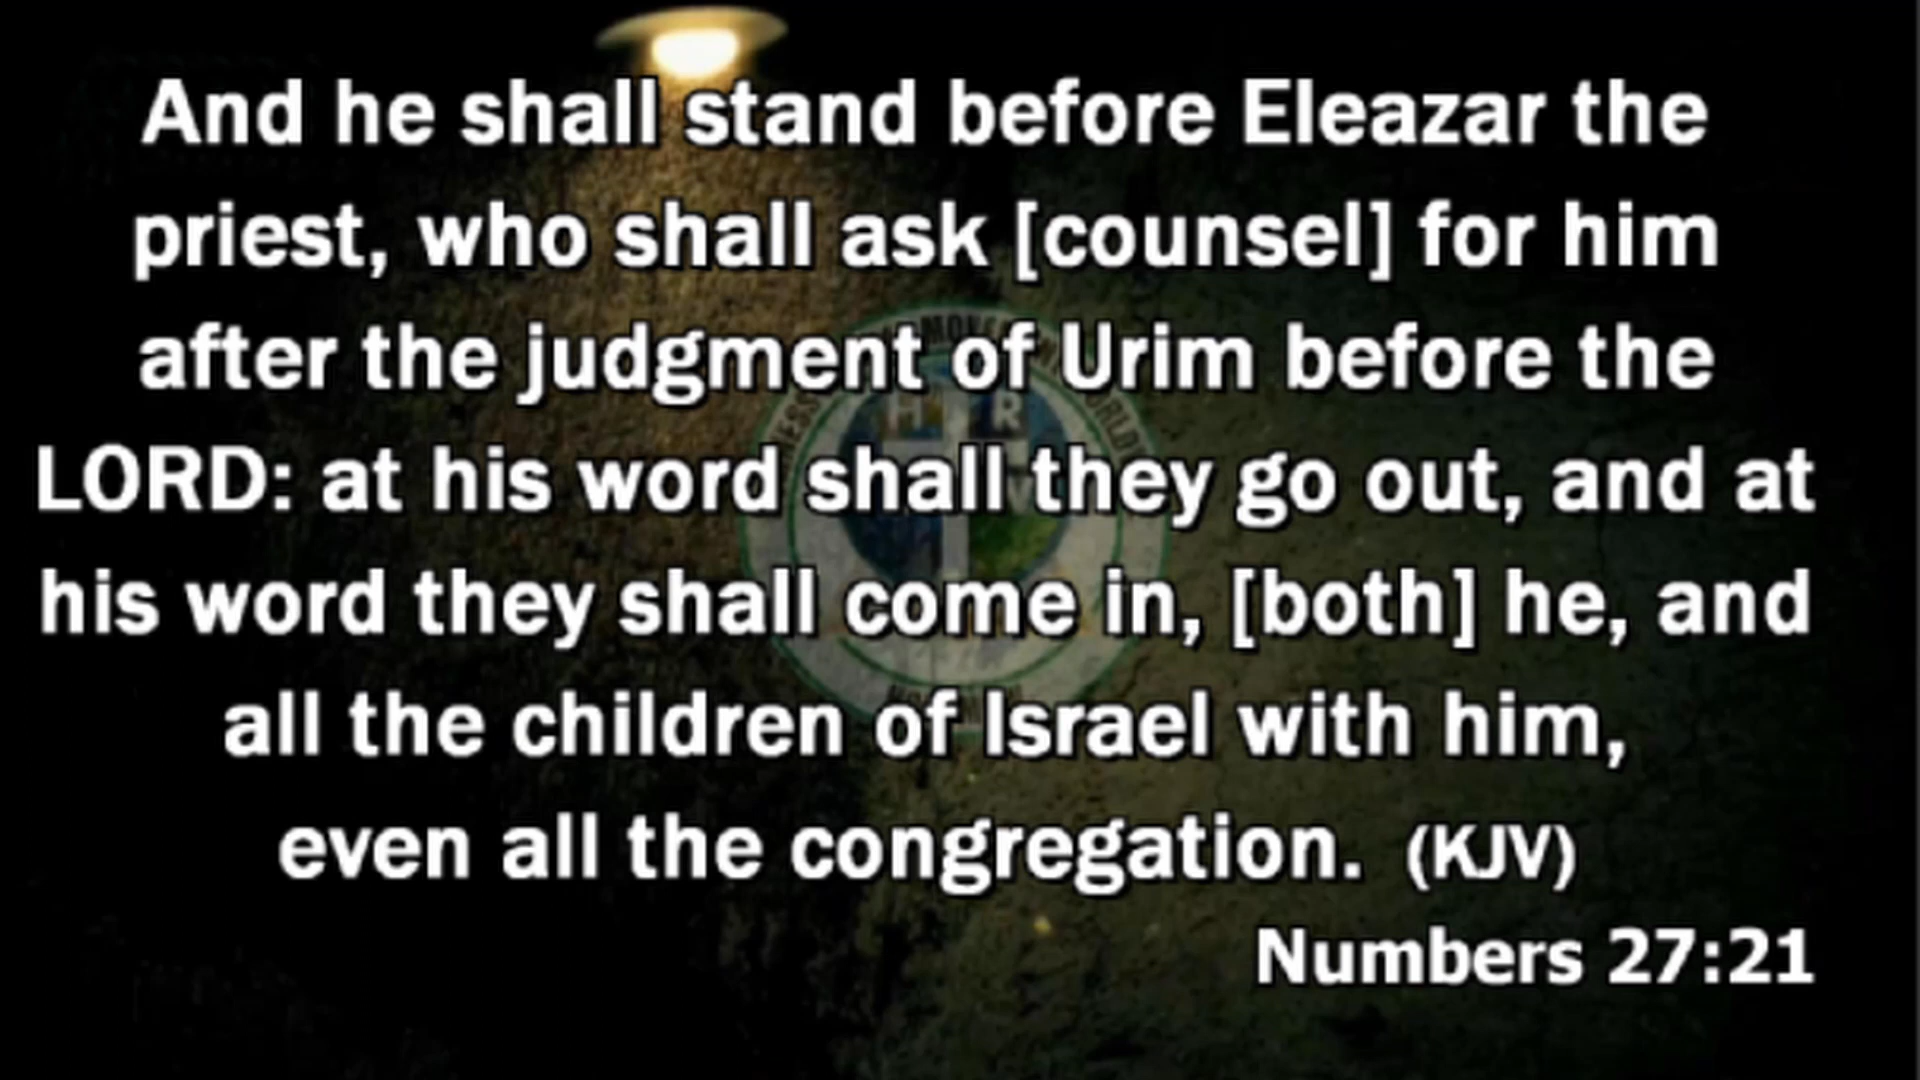 And he shall stand before Eleazar the
priest, who shall ask [counsel] for him
after the judgment of Urim before the
LORD: at his word shall they go out, and at
his word they shall come in, [both] he, and
all the children of Israel with him,
even all the congregation. (KJV)
Numbers 27:21